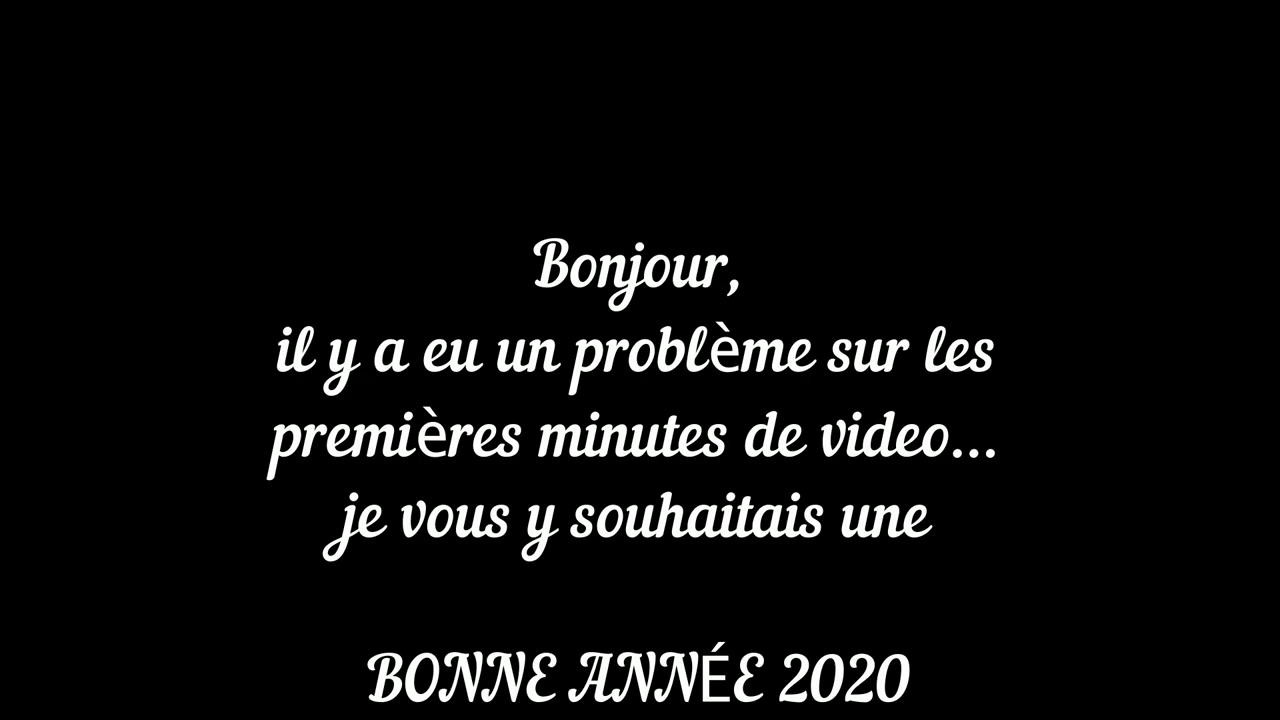 Bonjour,
il y a eu un problème sur les
premières minutes de video...
je vous y souhaitais une
BONNE ANNÉE 2020